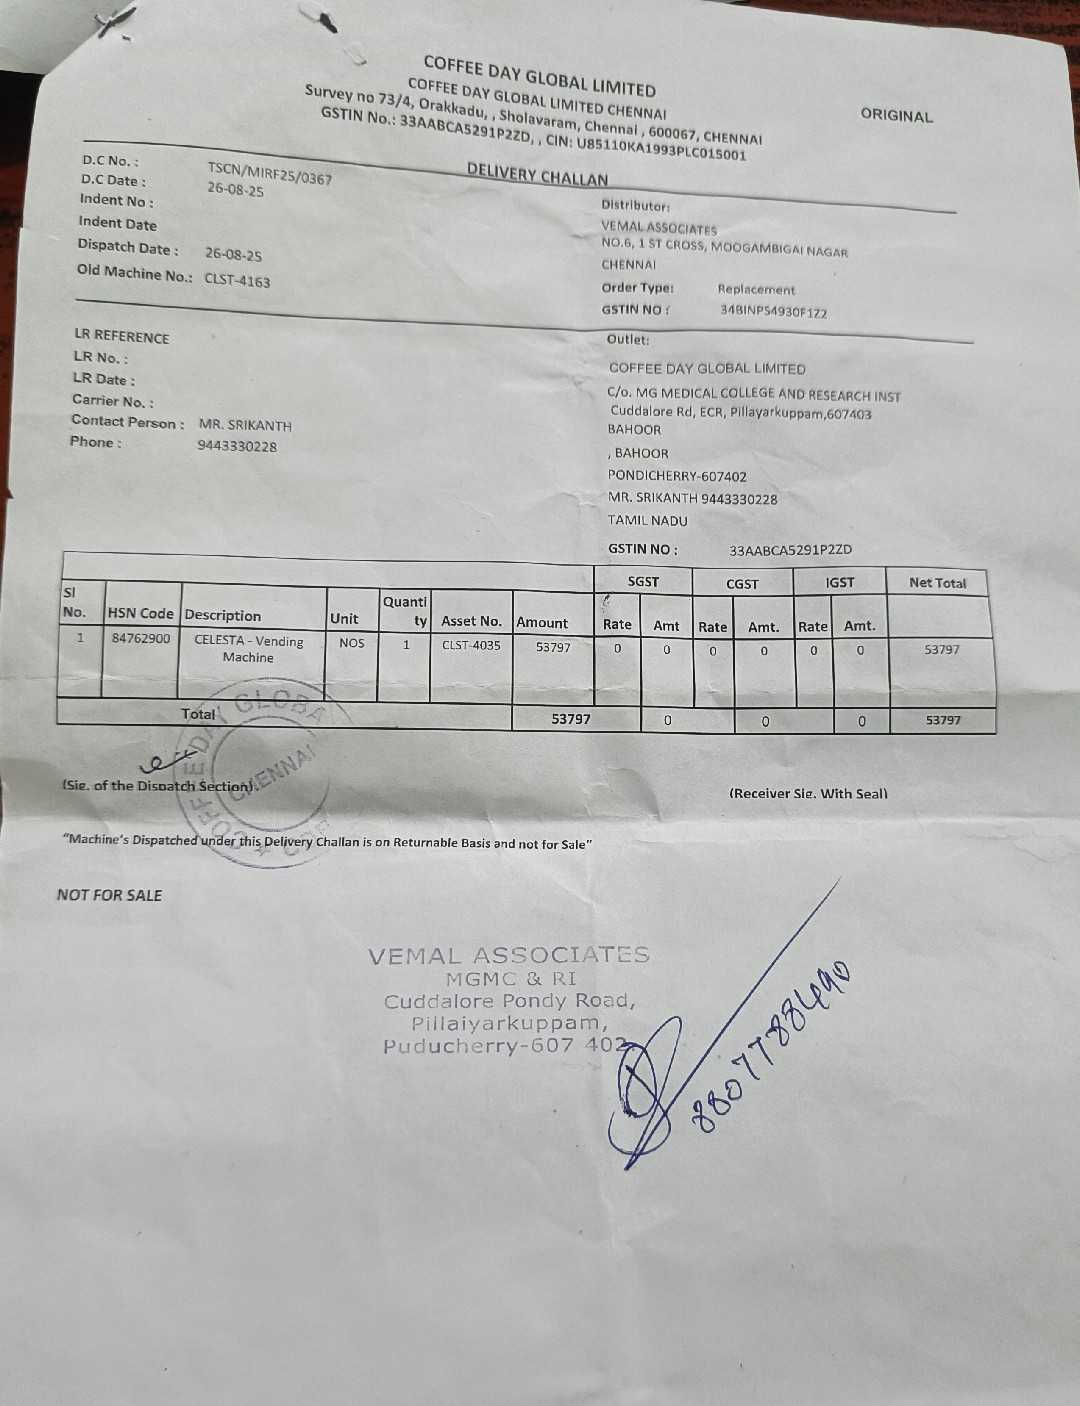 COFFEE DAY GLOBAL LIMITED
COFFEE DAY GLOBAL LIMITED CHENNAI
Survey no 73/4, Orakkadu, , Sholavaram, Chennai , 600067, CHENNAI
GSTIN No.: 33AABCA5291P2ZD, , CIN: U85110KA1993PLC015001
ORIGINAL
DELIVERY CHALLAN
D.C No. : TSCN/MIRF25/0367
D.C Date : 26-08-25
Indent No :
Indent Date
Dispatch Date : 26-08-25
Old Machine No.: CLST-4163
Distributor:
VEMAL ASSOCIATES
NO.6, 1 ST CROSS, MOOGAMBIGAI NAGAR
CHENNAI
Order Type: Replacement
GSTIN NO : 34BINPS4930F1Z2
LR REFERENCE
LR No. :
LR Date :
Carrier No. :
Contact Person : MR. SRIKANTH
Phone : 9443330228
Outlet:
COFFEE DAY GLOBAL LIMITED
C/o. MG MEDICAL COLLEGE AND RESEARCH INST
Cuddalore Rd, ECR, Pillayarkuppam,607403
BAHOOR
, BAHOOR
PONDICHERRY-607402
MR. SRIKANTH 9443330228
TAMIL NADU
GSTIN NO : 33AABCA5291P2ZD
SGST CGST IGST Net Total
Sl No. HSN Code Description Unit Quantity Asset No. Amount Rate Amt Rate Amt. Rate Amt.
1 84762900 CELESTA - Vending Machine NOS 1 CLST-4035 53797 0 0 0 0 0 0 53797
Total 53797 0 0 0 53797
COFFEE DAY GLOBA
CHENNAI
(Sig. of the Dispatch Section)
(Receiver Sig. With Seal)
"Machine's Dispatched under this Delivery Challan is on Returnable Basis and not for Sale"
NOT FOR SALE
VEMAL ASSOCIATES
MGMC & RI
Cuddalore Pondy Road,
Pillaiyarkuppam,
Puducherry-607 402.
8807788490